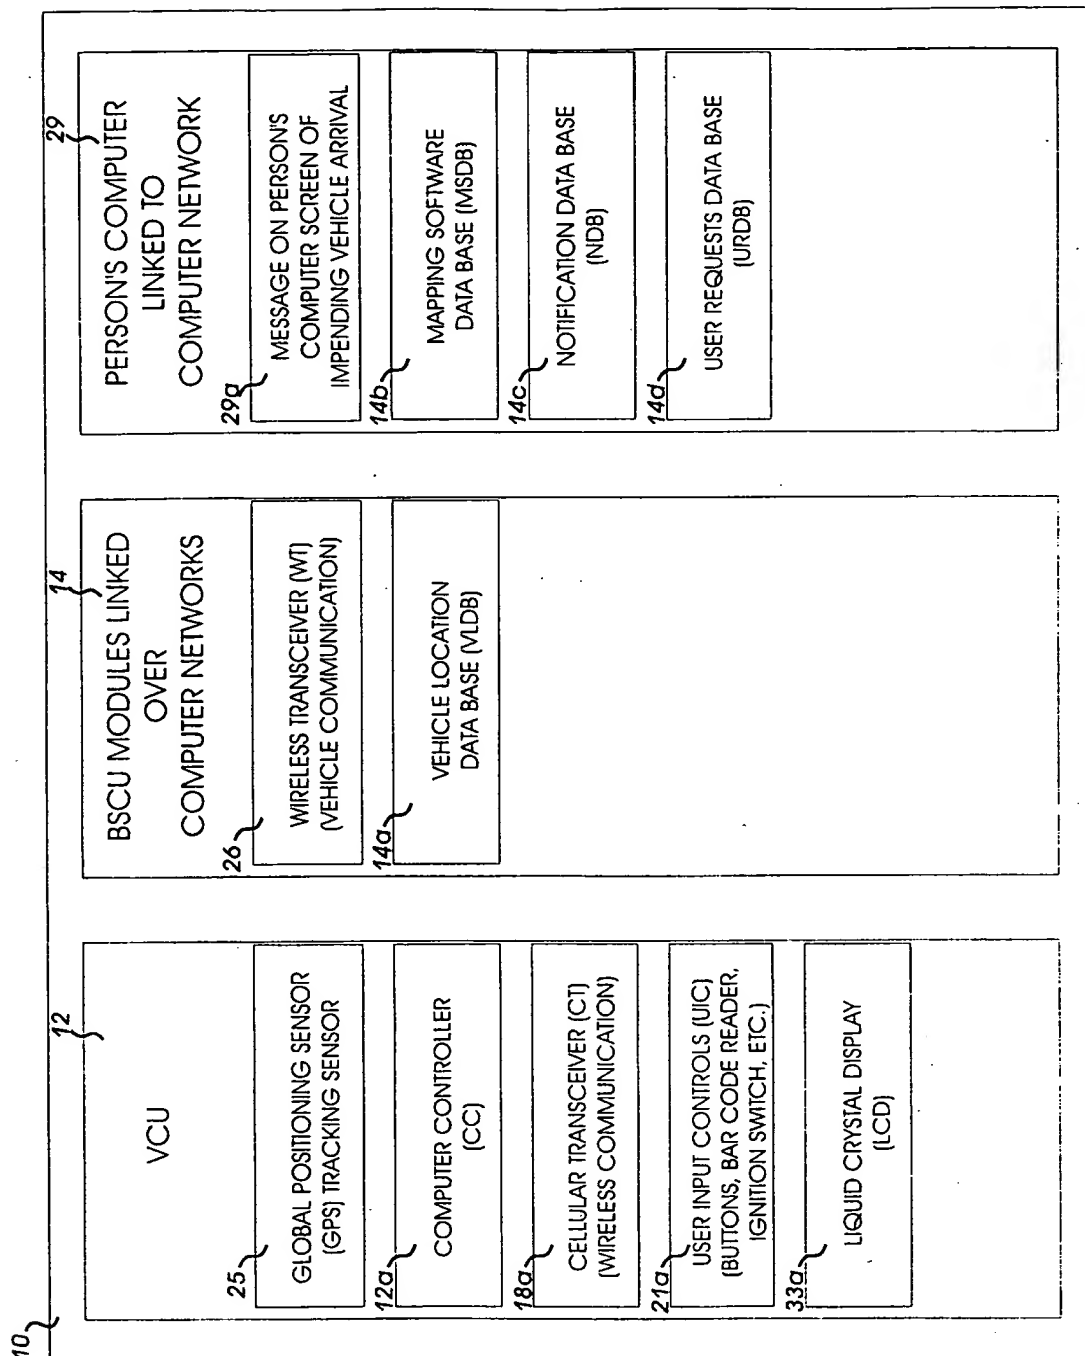 10
12
VCU
25
GLOBAL POSITIONING SENSOR
(GPS) TRACKING SENSOR
12a
COMPUTER CONTROLLER
(CC)
18a
CELLULAR TRANSCEIVER (CT)
(WIRELESS COMMUNICATION)
21a
USER INPUT CONTROLS (UIC)
(BUTTONS, BAR CODE READER,
IGNITION SWITCH, ETC.)
33a
LIQUID CRYSTAL DISPLAY
(LCD)
14
BSCU MODULES LINKED
OVER
COMPUTER NETWORKS
26
WIRELESS TRANSCEIVER (WT)
(VEHICLE COMMUNICATION)
14a
VEHICLE LOCATION
DATA BASE (VLDB)
29
PERSON'S COMPUTER
LINKED TO
COMPUTER NETWORK
29a
MESSAGE ON PERSON'S
COMPUTER SCREEN OF
IMPENDING VEHICLE ARRIVAL
14b
MAPPING SOFTWARE
DATA BASE (MSDB)
14c
NOTIFICATION DATA BASE
(NDB)
14d
USER REQUESTS DATA BASE
(URDB)